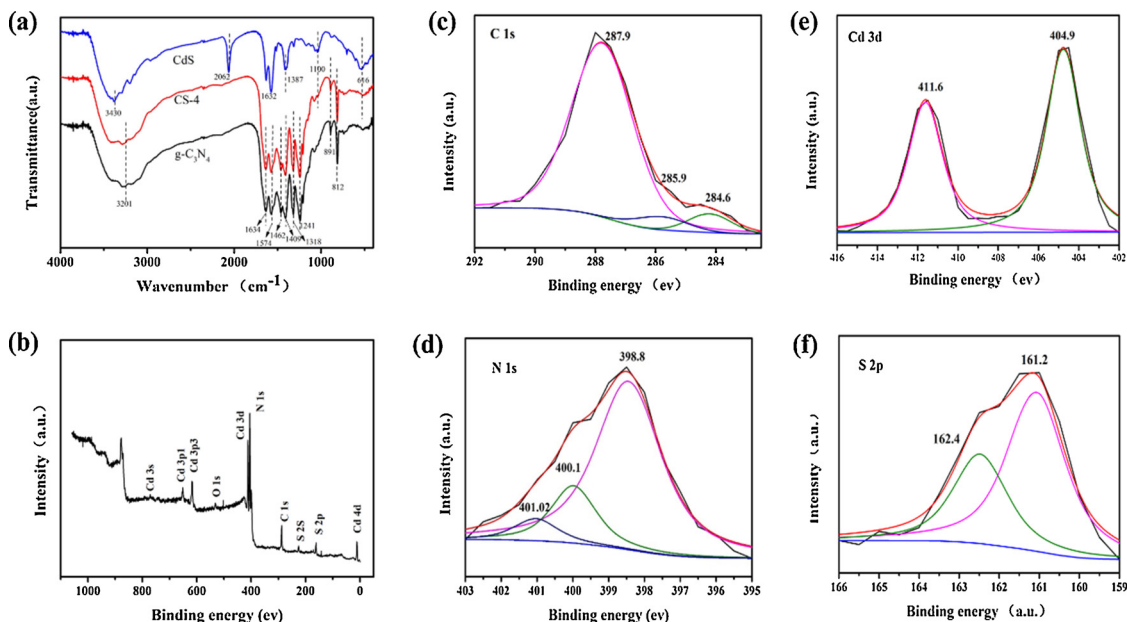 (a)
Transmittance(a.u.)
CdS
CS-4
g-C₃N₄
3430
3201
2062
1632
1387
1100
616
891
812
1634
1574
1462
1409
1318
1241
4000 3000 2000 1000
Wavenumber (cm⁻¹)
(b)
Intensity (a.u.)
Cd 3s
Cd 3p1
Cd 3p3
O 1s
Cd 3d
N 1s
C 1s
S 2S
S 2p
Cd 4d
1000 800 600 400 200 0
Binding energy (ev)
(c)
C 1s
Intensity (a.u.)
287.9
285.9
284.6
292 290 288 286 284
Binding energy (ev)
(d)
N 1s
Intensity (a.u.)
398.8
400.1
401.02
403 402 401 400 399 398 397 396 395
Binding energy (ev)
(e)
Cd 3d
Intensity (a.u.)
404.9
411.6
416 414 412 410 408 406 404 402
Binding energy (ev)
(f)
S 2p
Intensity (a.u.)
161.2
162.4
166 165 164 163 162 161 160 159
Binding energy (a.u.)